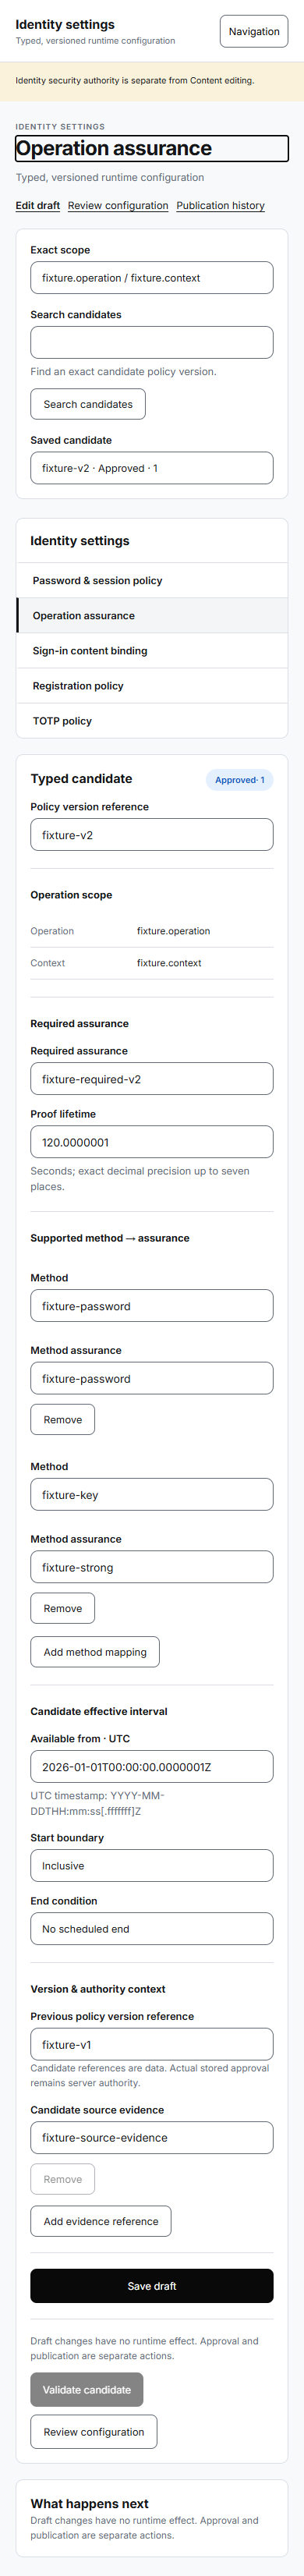 Identity settings
Typed, versioned runtime configuration
Navigation
Identity security authority is separate from Content editing.
IDENTITY SETTINGS
Operation assurance
Typed, versioned runtime configuration
Edit draft Review configuration Publication history
Exact scope
fixture.operation / fixture.context
Search candidates
Find an exact candidate policy version.
Search candidates
Saved candidate
fixture-v2 · Approved · 1
Identity settings
Password & session policy
Operation assurance
Sign-in content binding
Registration policy
TOTP policy
Typed candidate
Approved· 1
Policy version reference
fixture-v2
Operation scope
Operation fixture.operation
Context fixture.context
Required assurance
Required assurance
fixture-required-v2
Proof lifetime
120.0000001
Seconds; exact decimal precision up to seven
places.
Supported method → assurance
Method
fixture-password
Method assurance
fixture-password
Remove
Method
fixture-key
Method assurance
fixture-strong
Remove
Add method mapping
Candidate effective interval
Available from · UTC
2026-01-01T00:00:00.0000001Z
UTC timestamp: YYYY-MM-
DDTHH:mm:ss[.fffffff]Z
Start boundary
Inclusive
End condition
No scheduled end
Version & authority context
Previous policy version reference
fixture-v1
Candidate references are data. Actual stored approval
remains server authority.
Candidate source evidence
fixture-source-evidence
Remove
Add evidence reference
Save draft
Draft changes have no runtime effect. Approval and
publication are separate actions.
Validate candidate
Review configuration
What happens next
Draft changes have no runtime effect. Approval and
publication are separate actions.